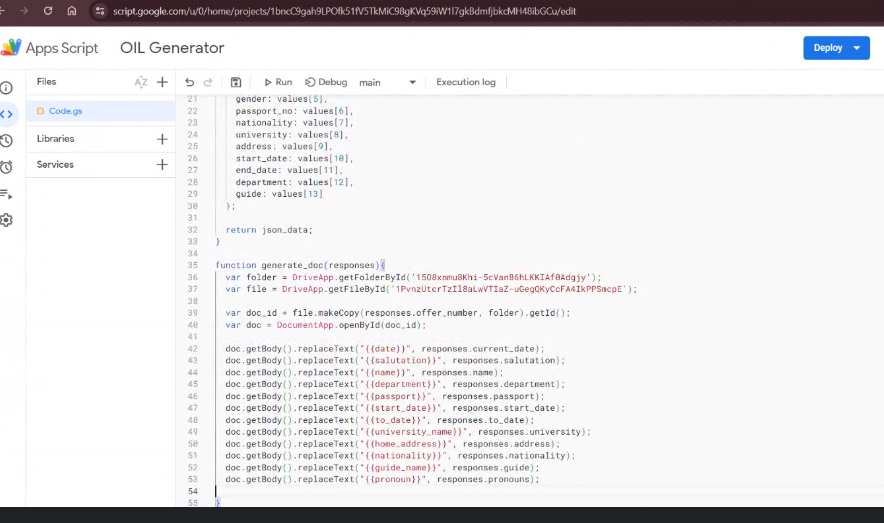 script.google.com/u/0/home/projects/1bncC9gah9LPOfk51fV5TkMiC98gKVq59iW1l7gkBdmfjbkcMH48ibGCu/edit
Apps Script OIL Generator Deploy
Files AZ
Run Debug main Execution log
Code.gs
Libraries
Services
21 gender: values[5],
22 passport_no: values[6],
23 nationality: values[7],
24 university: values[8],
25 address: values[9],
26 start_date: values[10],
27 end_date: values[11],
28 department: values[12],
29 guide: values[13]
30 };
31
32 return json_data;
33 }
34
35 function generate_doc(responses){
36 var folder = DriveApp.getFolderById('15O8xnmu8Khi-5cVan86hLKKIAf0Adgjy');
37 var file = DriveApp.getFileById('1PvnzUtcrTzIl8aLwVTIaZ-uGegQKyCcFA4IkPPSmcpE');
38
39 var doc_id = file.makeCopy(responses.offer_number, folder).getId();
40 var doc = DocumentApp.openById(doc_id);
41
42 doc.getBody().replaceText("{{date}}", responses.current_date);
43 doc.getBody().replaceText("{{salutation}}", responses.salutation);
44 doc.getBody().replaceText("{{name}}", responses.name);
45 doc.getBody().replaceText("{{department}}", responses.department);
46 doc.getBody().replaceText("{{passport}}", responses.passport);
47 doc.getBody().replaceText("{{start_date}}", responses.start_date);
48 doc.getBody().replaceText("{{to_date}}", responses.to_date);
49 doc.getBody().replaceText("{{university_name}}", responses.university);
50 doc.getBody().replaceText("{{home_address}}", responses.address);
51 doc.getBody().replaceText("{{nationality}}", responses.nationality);
52 doc.getBody().replaceText("{{guide_name}}", responses.guide);
53 doc.getBody().replaceText("{{pronoun}}", responses.pronouns);
54
55 }